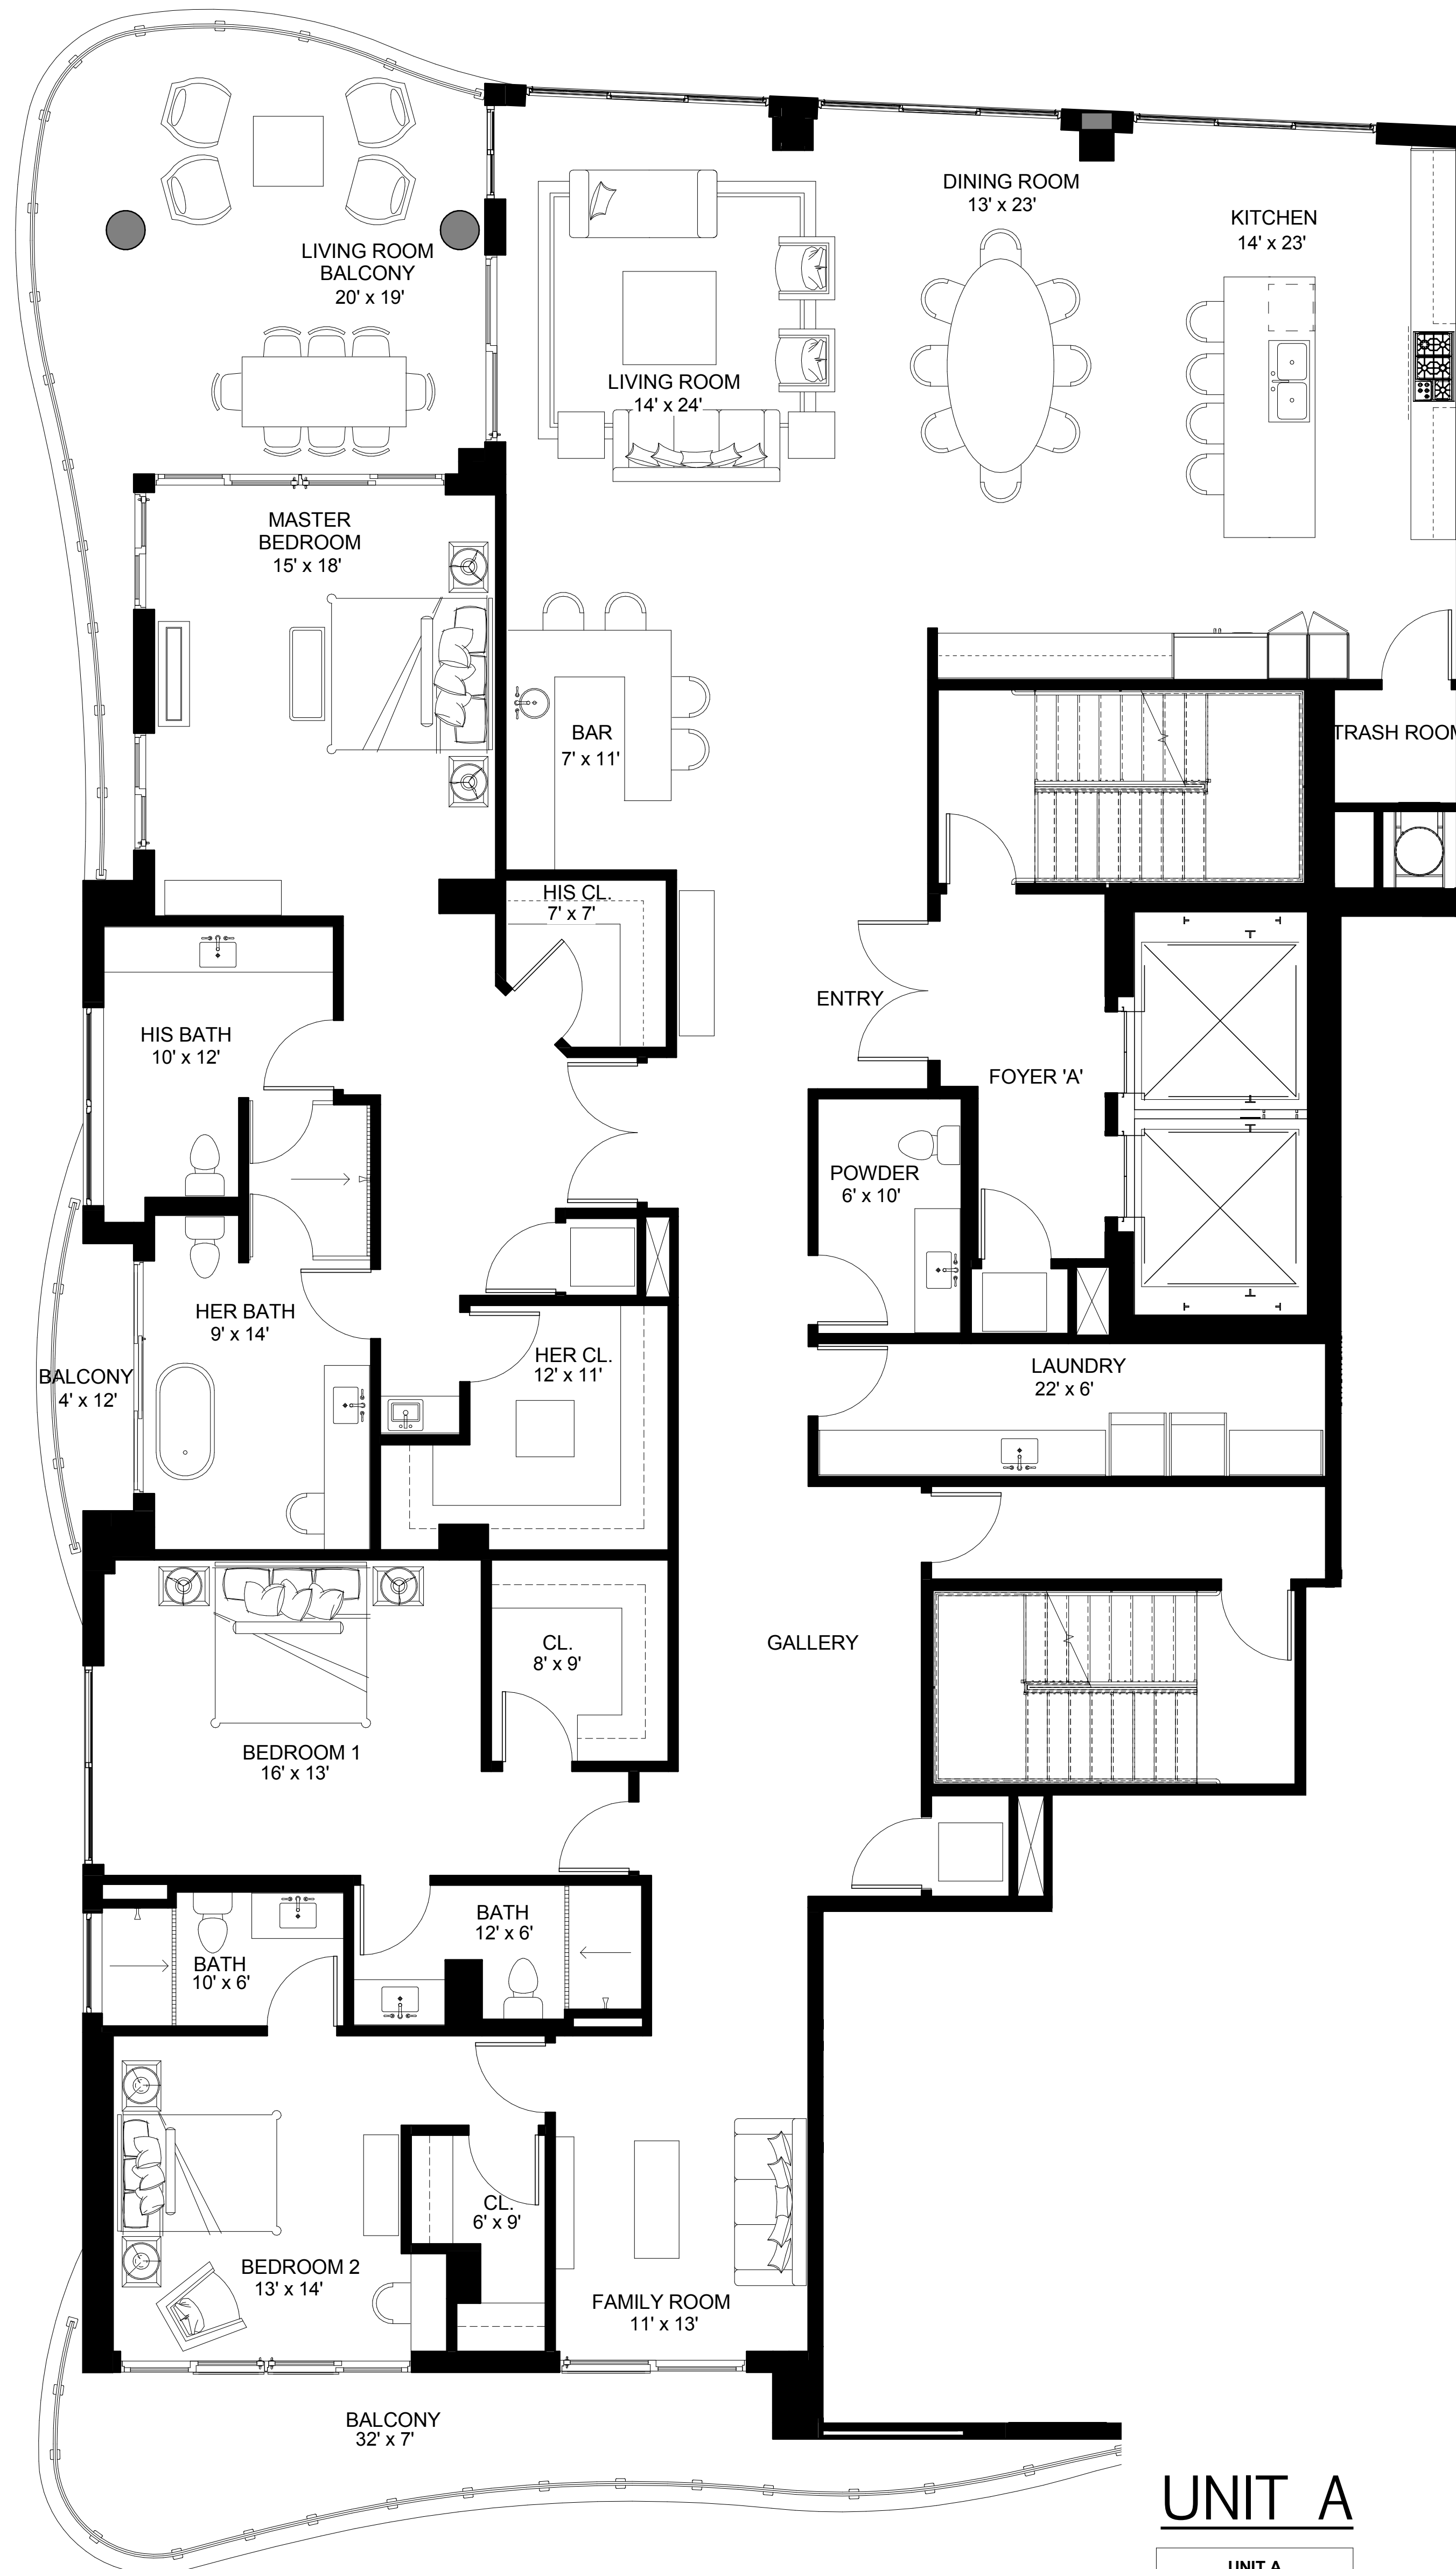 DINING ROOM
13' x 23'
KITCHEN
14' x 23'
LIVING ROOM
BALCONY
20' x 19'
LIVING ROOM
14' x 24'
MASTER
BEDROOM
15' x 18'
BAR
7' x 11'
TRASH ROOM
HIS CL.
7' x 7'
ENTRY
HIS BATH
10' x 12'
FOYER 'A'
POWDER
6' x 10'
HER BATH
9' x 14'
HER CL.
12' x 11'
LAUNDRY
22' x 6'
BALCONY
4' x 12'
CL.
8' x 9'
GALLERY
BEDROOM 1
16' x 13'
BATH
12' x 6'
BATH
10' x 6'
CL.
6' x 9'
BEDROOM 2
13' x 14'
FAMILY ROOM
11' x 13'
BALCONY
32' x 7'
UNIT A
UNIT A